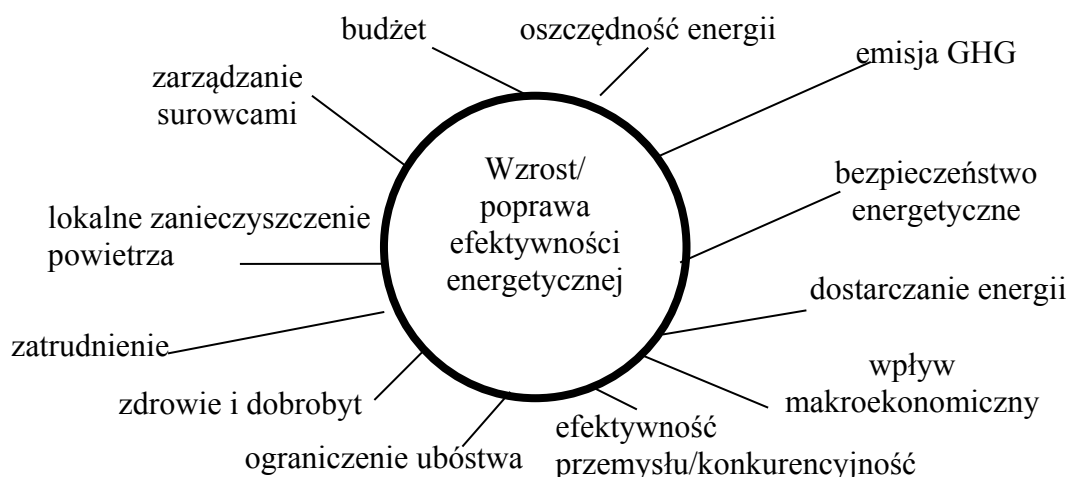 budżet
oszczędność energii
emisja GHG
zarządzanie
surowcami
Wzrost/
poprawa
efektywności
energetycznej
bezpieczeństwo
energetyczne
lokalne zanieczyszczenie
powietrza
dostarczanie energii
zatrudnienie
wpływ
makroekonomiczny
zdrowie i dobrobyt
efektywność
przemysłu/konkurencyjność
ograniczenie ubóstwa